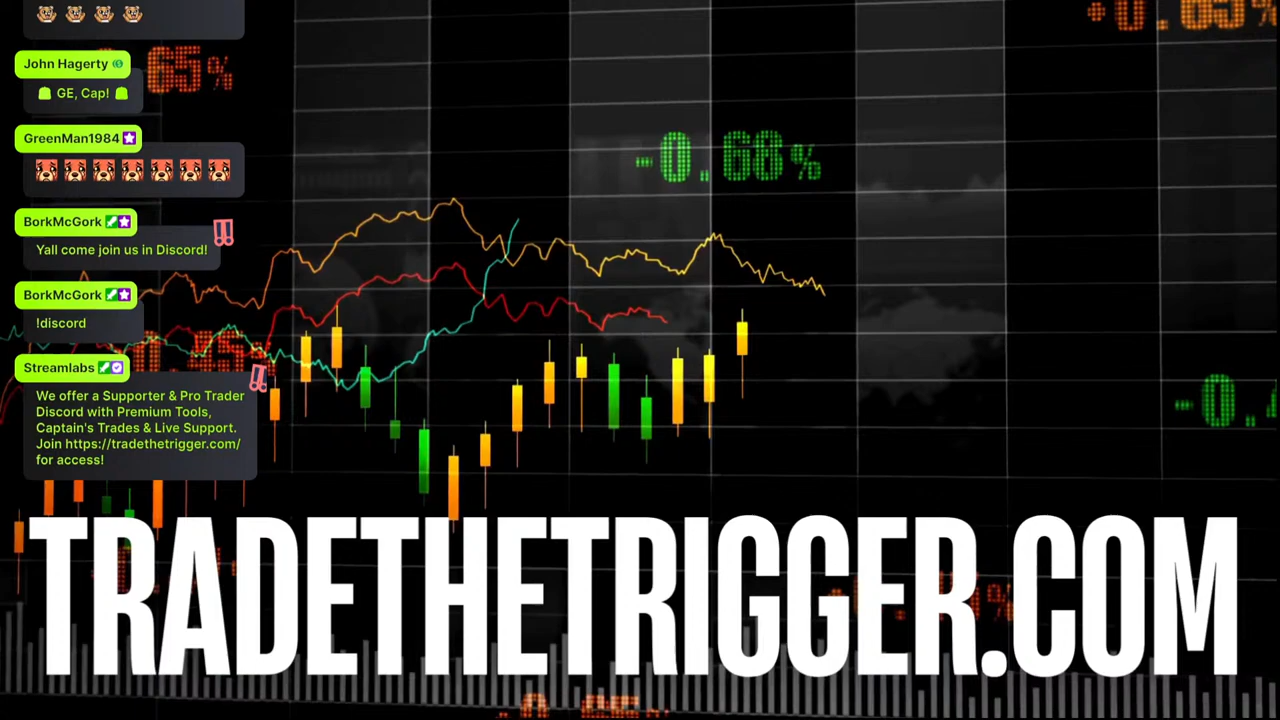 +0.65%
65%
John Hagerty
GE, Cap!
-0.68%
GreenMan1984
BorkMcGork
Yall come join us in Discord!
BorkMcGork
!discord
Streamlabs
We offer a Supporter & Pro Trader
Discord with Premium Tools,
Captain's Trades & Live Support.
Join https://tradethetrigger.com/
for access!
TRADETHETRIGGER.COM